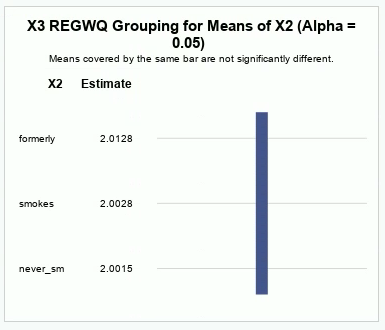 X3 REGWQ Grouping for Means of X2 (Alpha =
0.05)
Means covered by the same bar are not significantly different.
X2 Estimate
formerly 2.0128
smokes 2.0028
never_sm 2.0015